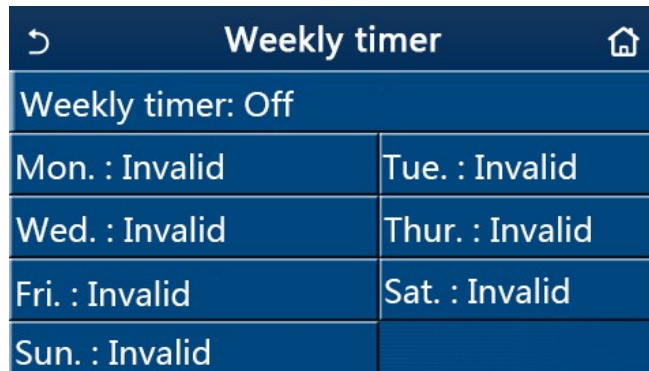 Weekly timer
Weekly timer: Off
Mon. : Invalid
Tue. : Invalid
Wed. : Invalid
Thur. : Invalid
Fri. : Invalid
Sat. : Invalid
Sun. : Invalid